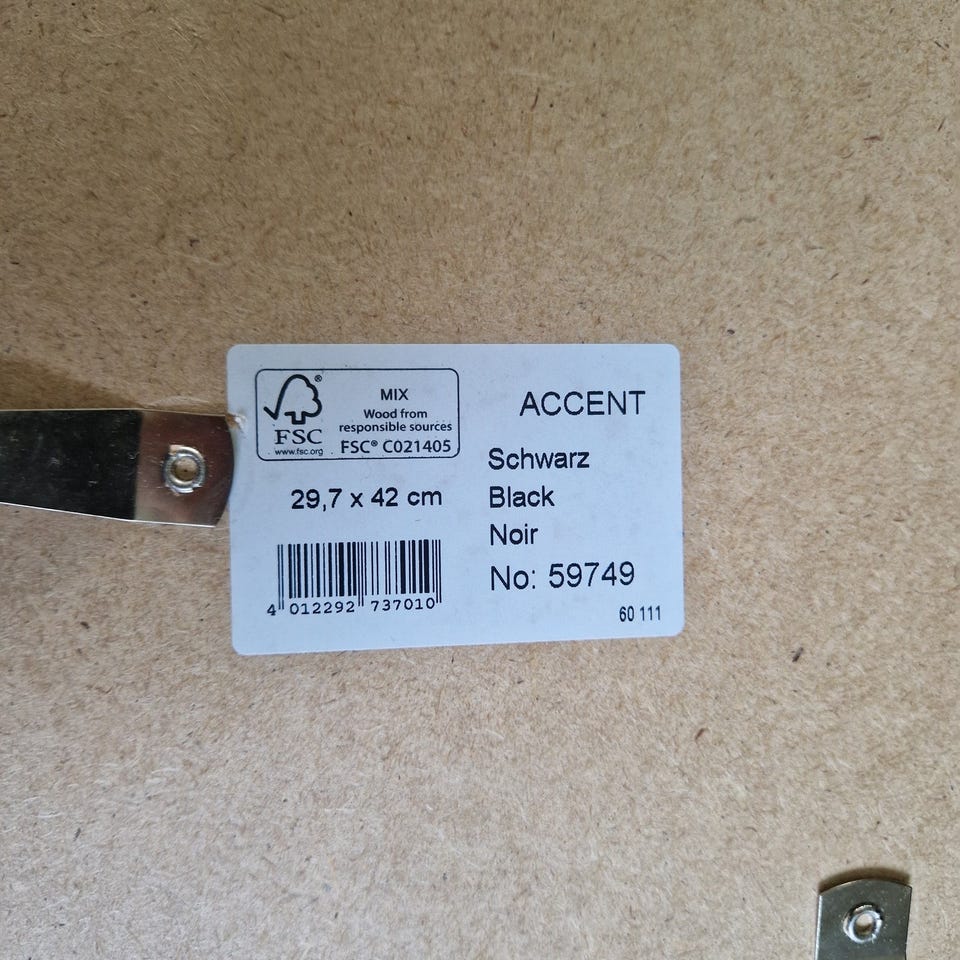 MIX
Wood from
responsible sources
FSC® C021405
FSC ®
www.fsc.org
29,7 x 42 cm
4 012292 737010
ACCENT
Schwarz
Black
Noir
No: 59749
60 111